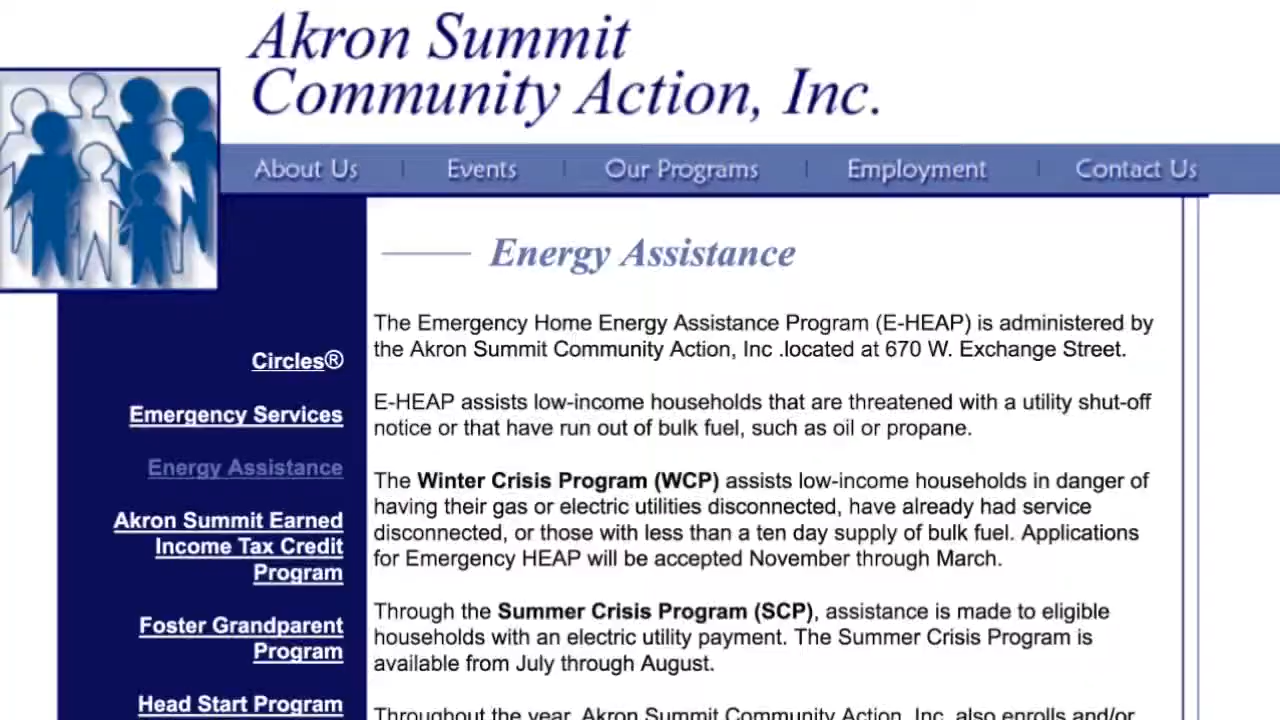 Akron Summit
Community Action, Inc.
About Us
Events
Our Programs
Employment
Contact Us
Circles®
Emergency Services
Energy Assistance
Akron Summit Earned
Income Tax Credit
Program
Foster Grandparent
Program
Head Start Program
Energy Assistance
The Emergency Home Energy Assistance Program (E-HEAP) is administered by
the Akron Summit Community Action, Inc .located at 670 W. Exchange Street.
E-HEAP assists low-income households that are threatened with a utility shut-off
notice or that have run out of bulk fuel, such as oil or propane.
The Winter Crisis Program (WCP) assists low-income households in danger of
having their gas or electric utilities disconnected, have already had service
disconnected, or those with less than a ten day supply of bulk fuel. Applications
for Emergency HEAP will be accepted November through March.
Through the Summer Crisis Program (SCP), assistance is made to eligible
households with an electric utility payment. The Summer Crisis Program is
available from July through August.
Throughout the year, Akron Summit Community Action, Inc. also enrolls and/or